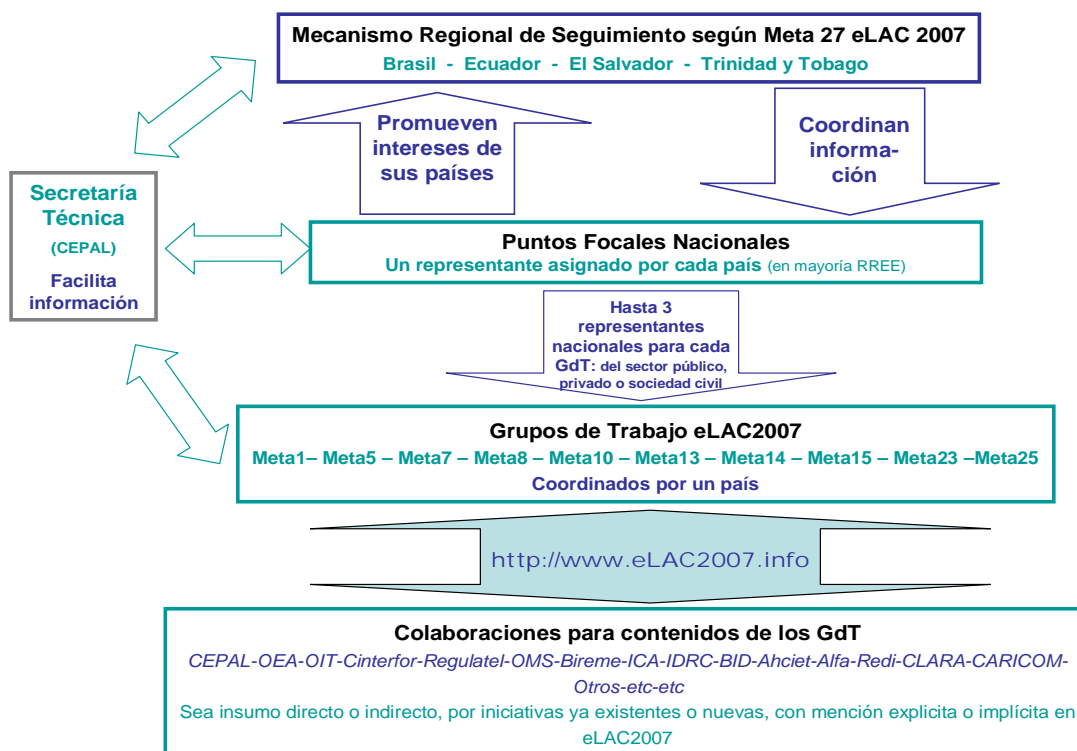 Mecanismo Regional de Seguimiento según Meta 27 eLAC 2007
Brasil - Ecuador - El Salvador - Trinidad y Tobago
Promueven
intereses de
sus países
Coordinan
informa-
ción
Secretaría
Técnica
(CEPAL)
Facilita
información
Puntos Focales Nacionales
Un representante asignado por cada país (en mayoría RREE)
Hasta 3
representantes
nacionales para cada
GdT: del sector público,
privado o sociedad civil
Grupos de Trabajo eLAC2007
Meta1– Meta5 – Meta7 – Meta8 – Meta10 – Meta13 – Meta14 – Meta15 – Meta23 –Meta25
Coordinados por un país
http://www.eLAC2007.info
Colaboraciones para contenidos de los GdT
CEPAL-OEA-OIT-Cinterfor-Regulatel-OMS-Bireme-ICA-IDRC-BID-Ahciet-Alfa-Redi-CLARA-CARICOM-
Otros-etc-etc
Sea insumo directo o indirecto, por iniciativas ya existentes o nuevas, con mención explicita o implícita en
eLAC2007